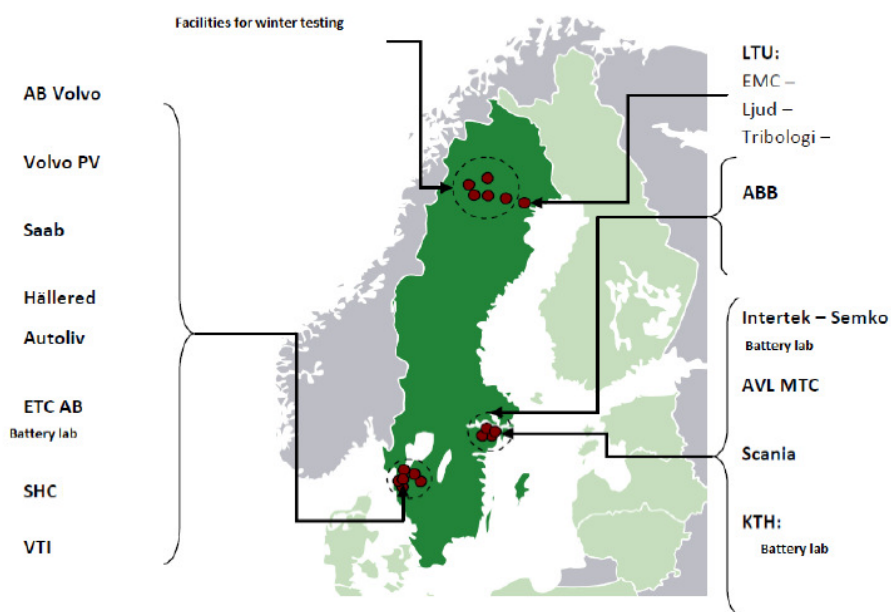 Facilities for winter testing
AB Volvo
Volvo PV
Saab
Hällered
Autoliv
ETC AB
Battery lab
SHC
VTI
LTU:
EMC –
Ljud –
Tribologi –
ABB
Intertek – Semko
Battery lab
AVL MTC
Scania
KTH:
Battery lab